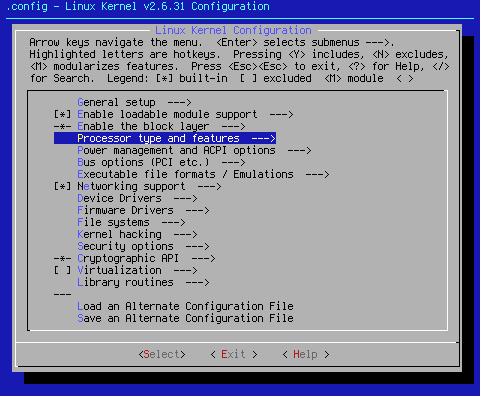 .config - Linux Kernel v2.6.31 Configuration
Linux Kernel Configuration
Arrow keys navigate the menu.  <Enter> selects submenus --->.
Highlighted letters are hotkeys.  Pressing <Y> includes, <N> excludes,
<M> modularizes features.  Press <Esc><Esc> to exit, <?> for Help, </>
for Search.  Legend: [*] built-in  [ ] excluded  <M> module  < >
General setup  --->
[*] Enable loadable module support  --->
-*- Enable the block layer  --->
Processor type and features  --->
Power management and ACPI options  --->
Bus options (PCI etc.)  --->
Executable file formats / Emulations  --->
[*] Networking support  --->
Device Drivers  --->
Firmware Drivers  --->
File systems  --->
Kernel hacking  --->
Security options  --->
-*- Cryptographic API  --->
[ ] Virtualization  --->
Library routines  --->
---
Load an Alternate Configuration File
Save an Alternate Configuration File
<Select>    < Exit >    < Help >